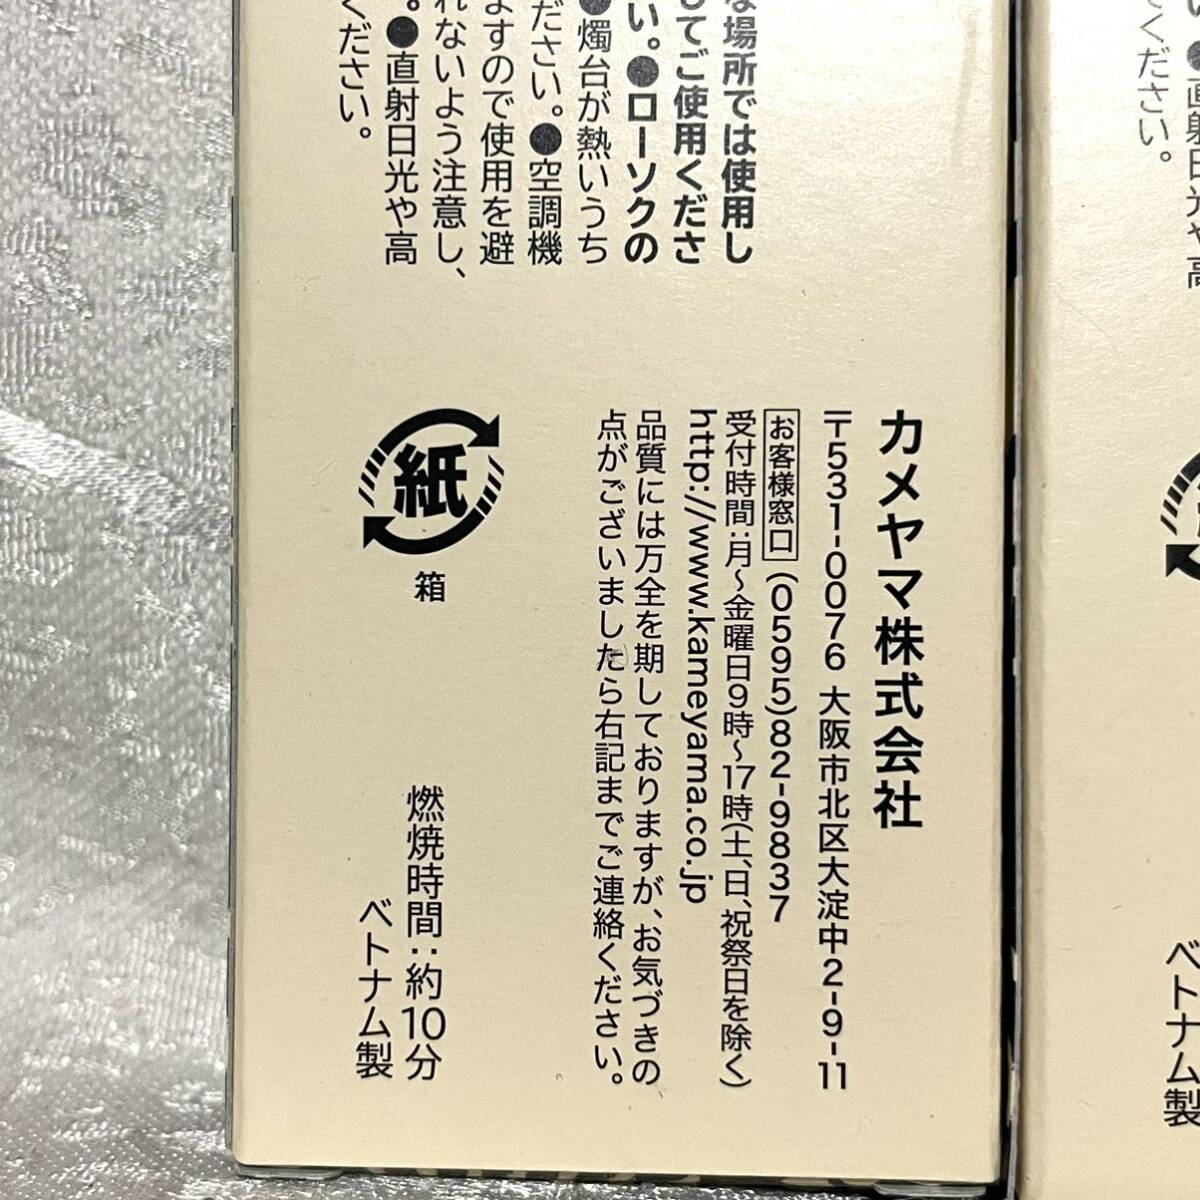 な場所では使用し
てご使用くださ
い。●ローソクの
●燭台が熱いうち
ださい。●空調機
ますので使用を避
れないよう注意し、
●直射日光や高
ください。
カメヤマ株式会社
〒531-0076 大阪市北区大淀中2-9-11
お客様窓口 (0595)82-9837
受付時間:月～金曜日9時～17時(土、日、祝祭日を除く)
http://www.kameyama.co.jp
品質には万全を期しておりますが、お気づきの
点がございましたら右記までご連絡ください。
紙
箱
燃焼時間:約10分
ベトナム製
てください。
ベトナム製